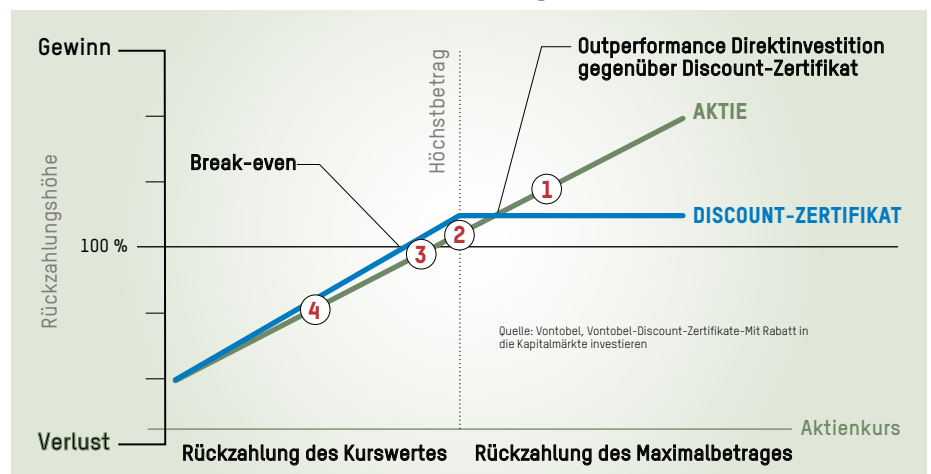 Gewinn
Outperformance Direktinvestition
gegenüber Discount-Zertifikat
Höchstbetrag
AKTIE
Rückzahlungshöhe
Break-even
1
DISCOUNT-ZERTIFIKAT
2
100 %
3
4
Quelle: Vontobel, Vontobel-Discount-Zertifikate-Mit Rabatt in
die Kapitalmärkte investieren
Aktienkurs
Verlust
Rückzahlung des Kurswertes
Rückzahlung des Maximalbetrages